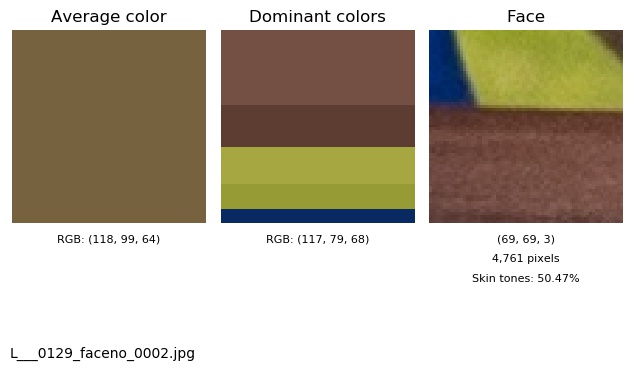 Average color
Dominant colors
Face
RGB: (118, 99, 64)
RGB: (117, 79, 68)
(69, 69, 3)
4,761 pixels
Skin tones: 50.47%
L___0129_faceno_0002.jpg